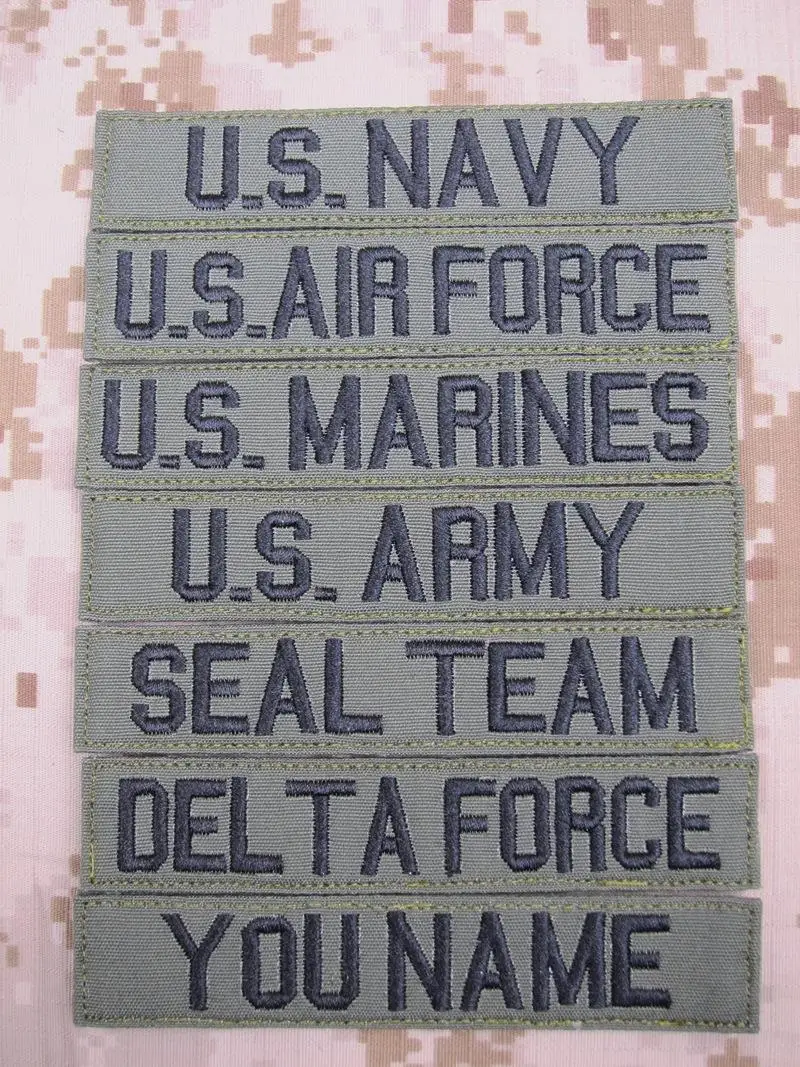 U.S. NAVY
U.S. AIR FORCE
U.S. MARINES
U.S. ARMY
SEAL TEAM
DELTA FORCE
YOU NAME